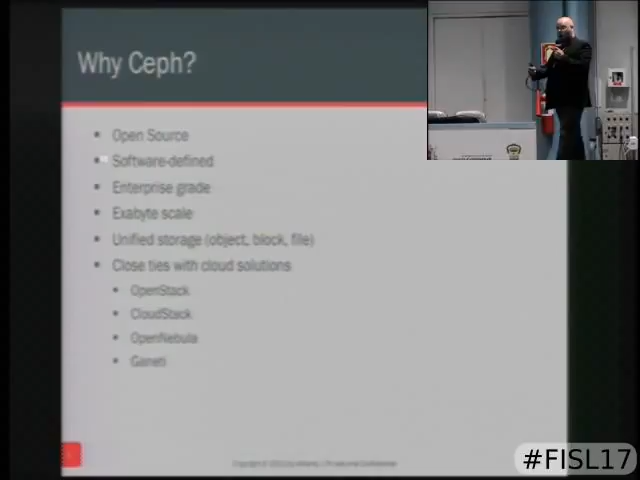 Why Ceph?
Open Source
Software-defined
Enterprise grade
Exabyte scale
Unified storage (object, block, file)
Close ties with cloud solutions
OpenStack
CloudStack
OpenNebula
Ganeti
#FISL17